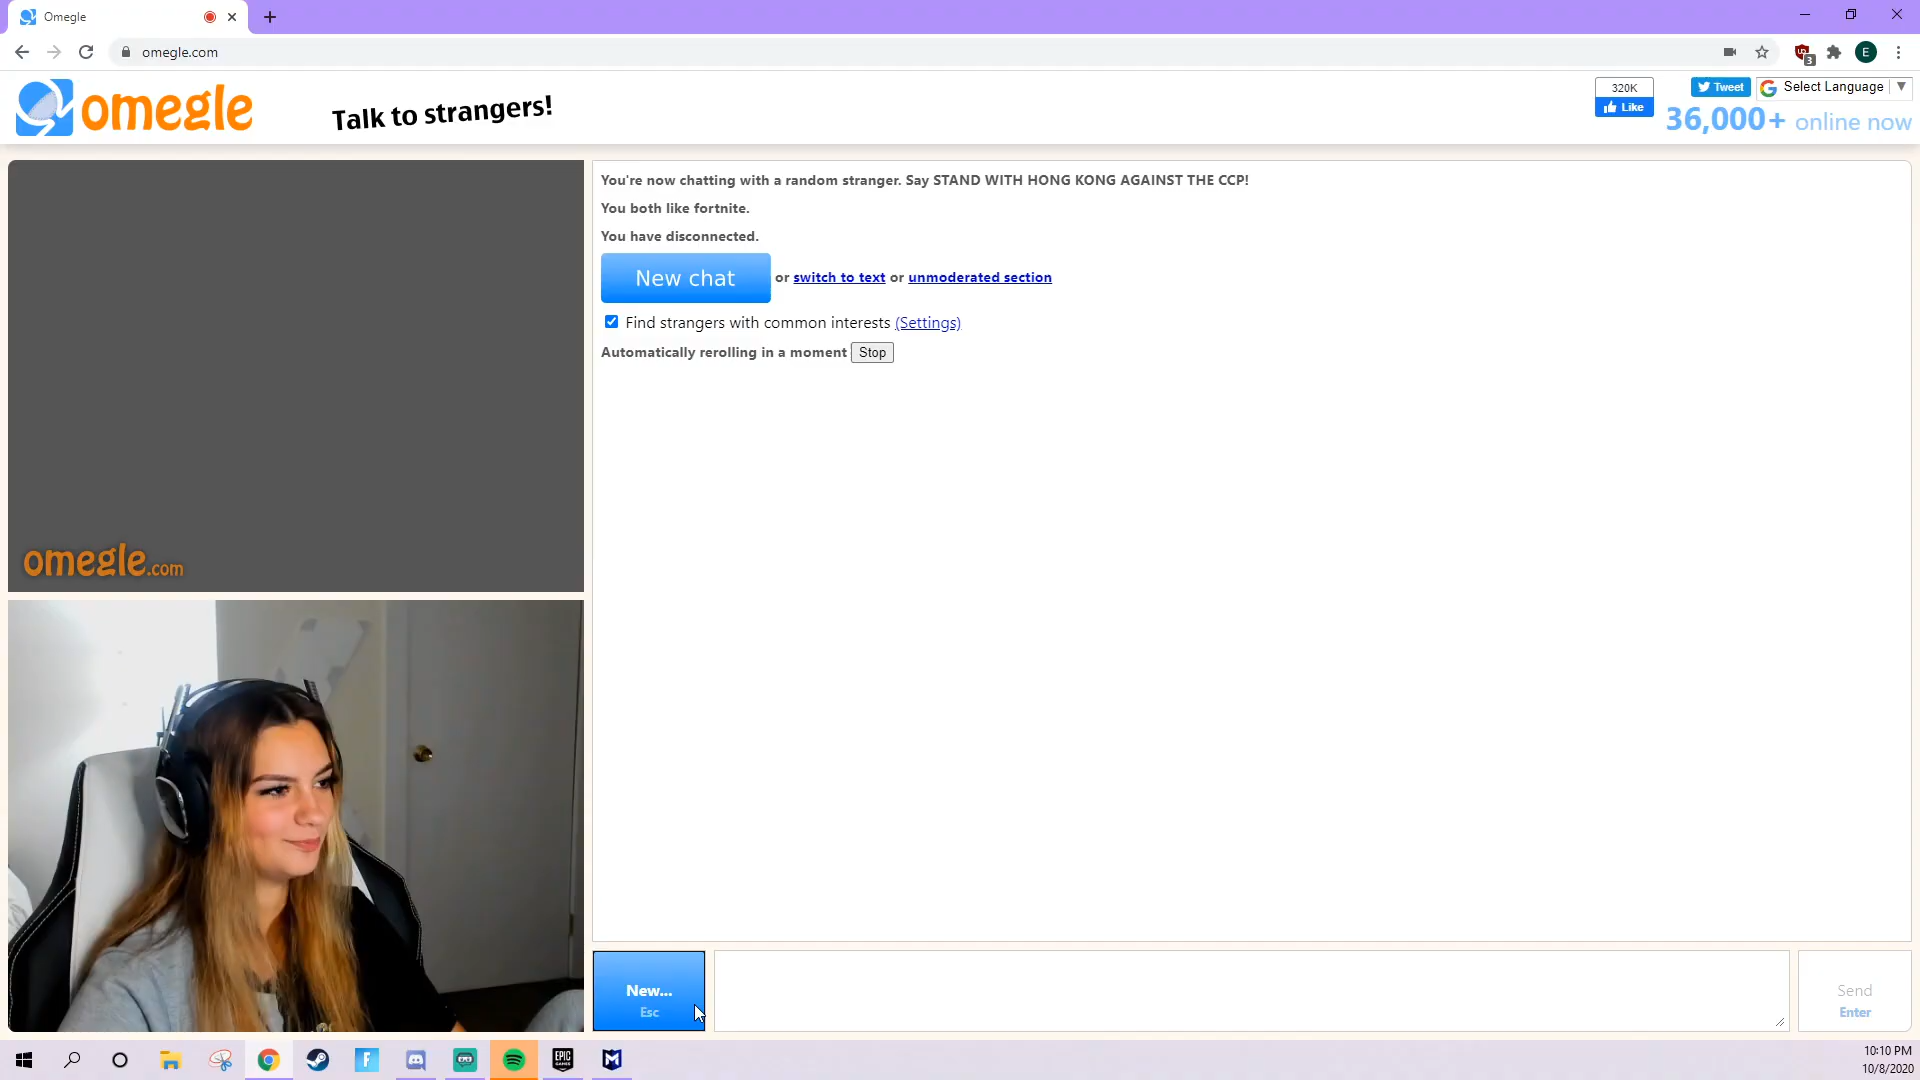 Omegle
omegle.com
omegle
Talk to strangers!
320K
Like
Tweet
Select Language
36,000+ online now
You're now chatting with a random stranger. Say STAND WITH HONG KONG AGAINST THE CCP!
You both like fortnite.
You have disconnected.
New chat or switch to text or unmoderated section
Find strangers with common interests (Settings)
Automatically rerolling in a moment Stop
omegle.com
New...
Esc
Send
Enter
E
3
F
EPIC
GAMES
10:10 PM
10/8/2020